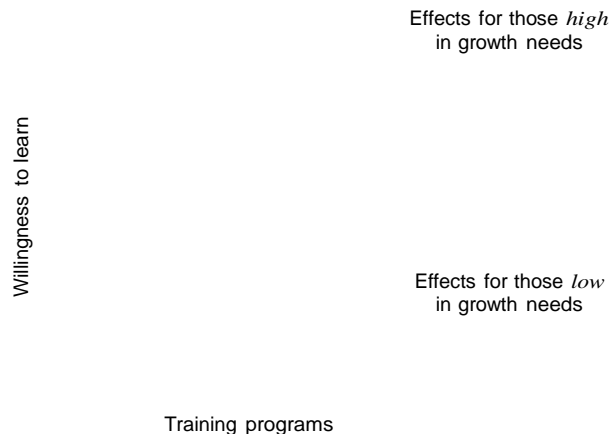 Effects for those high
in growth needs
Willingness to learn
Effects for those low
in growth needs
Training programs